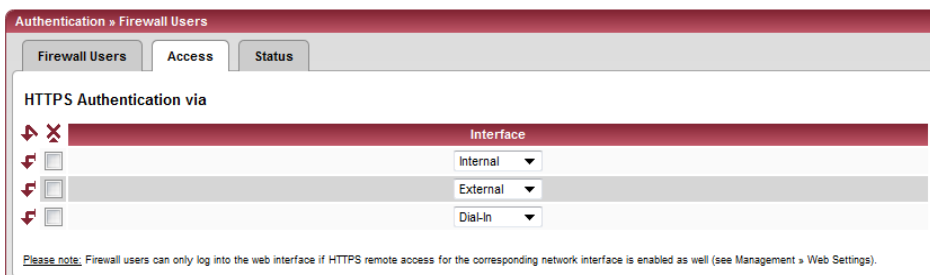 Authentication » Firewall Users
Firewall Users Access Status
HTTPS Authentication via
Interface
Internal
External
Dial-In
Please note: Firewall users can only log into the web interface if HTTPS remote access for the corresponding network interface is enabled as well (see Management » Web Settings).